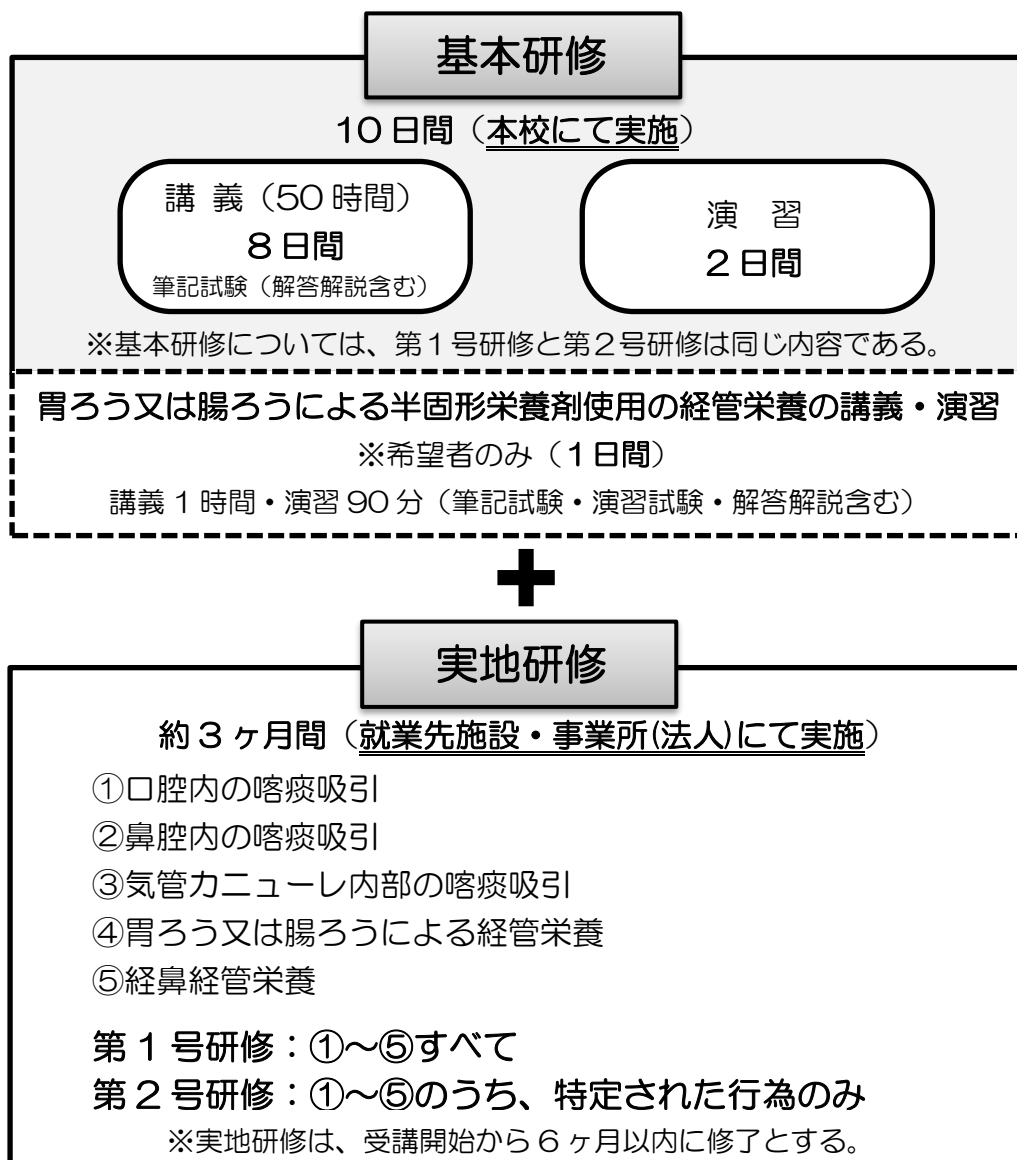 基本研修
10日間（本校にて実施）
講 義（50時間）
8日間
筆記試験（解答解説含む）
演 習
2日間
※基本研修については、第1号研修と第2号研修は同じ内容である。
胃ろう又は腸ろうによる半固形栄養剤使用の経管栄養の講義・演習
※希望者のみ（1日間）
講義1時間・演習90分（筆記試験・演習試験・解答解説含む）
+
実地研修
約3ヶ月間（就業先施設・事業所(法人)にて実施）
①口腔内の喀痰吸引
②鼻腔内の喀痰吸引
③気管カニューレ内部の喀痰吸引
④胃ろう又は腸ろうによる経管栄養
⑤経鼻経管栄養
第1号研修：①～⑤すべて
第2号研修：①～⑤のうち、特定された行為のみ
※実地研修は、受講開始から6ヶ月以内に修了とする。